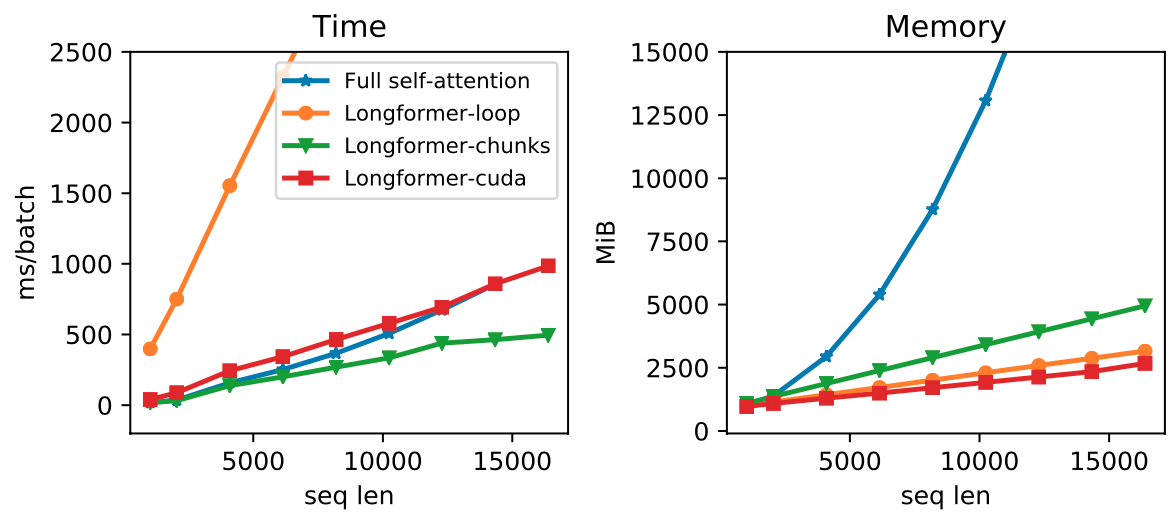 Time
2500
2000
1500
1000
500
0
ms/batch
5000
10000
15000
seq len
Full self-attention
Longformer-loop
Longformer-chunks
Longformer-cuda
Memory
15000
12500
10000
7500
5000
2500
0
MiB
5000
10000
15000
seq len